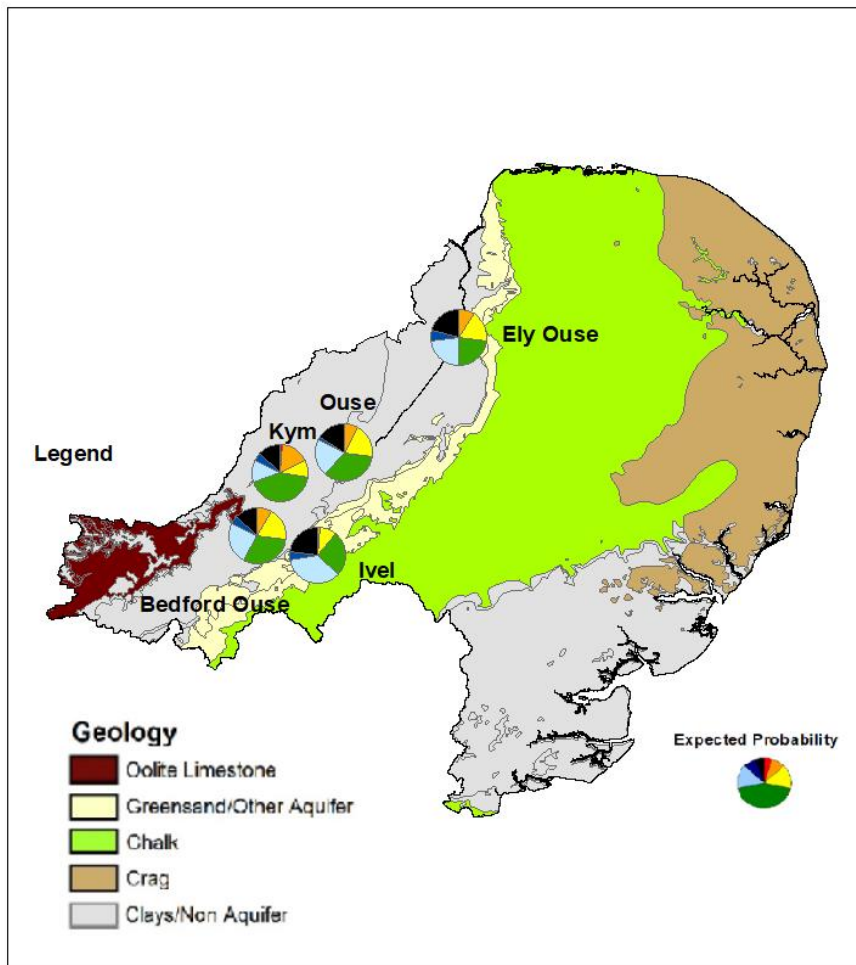 Ely Ouse
Ouse
Kym
Legend
Ivel
Bedford Ouse
Geology
Oolite Limestone
Greensand/Other Aquifer
Chalk
Crag
Clays/Non Aquifer
Expected Probability